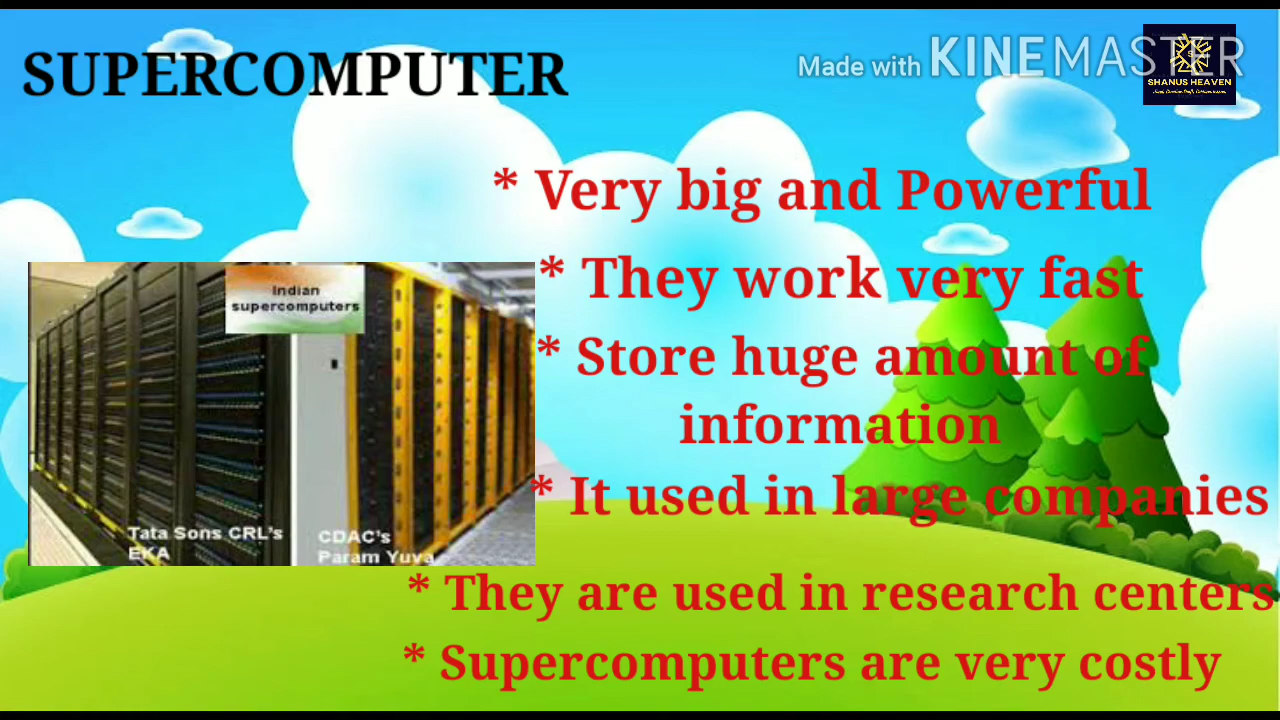 SUPERCOMPUTER
Made with KINEMASTER
SHANUS HEAVEN
* Very big and Powerful
* They work very fast
* Store huge amount of
information
* It used in large companies
* They are used in research centers
* Supercomputers are very costly
Indian
supercomputers
Tata Sons CRL's
EKA
CDAC's
Param Yuva